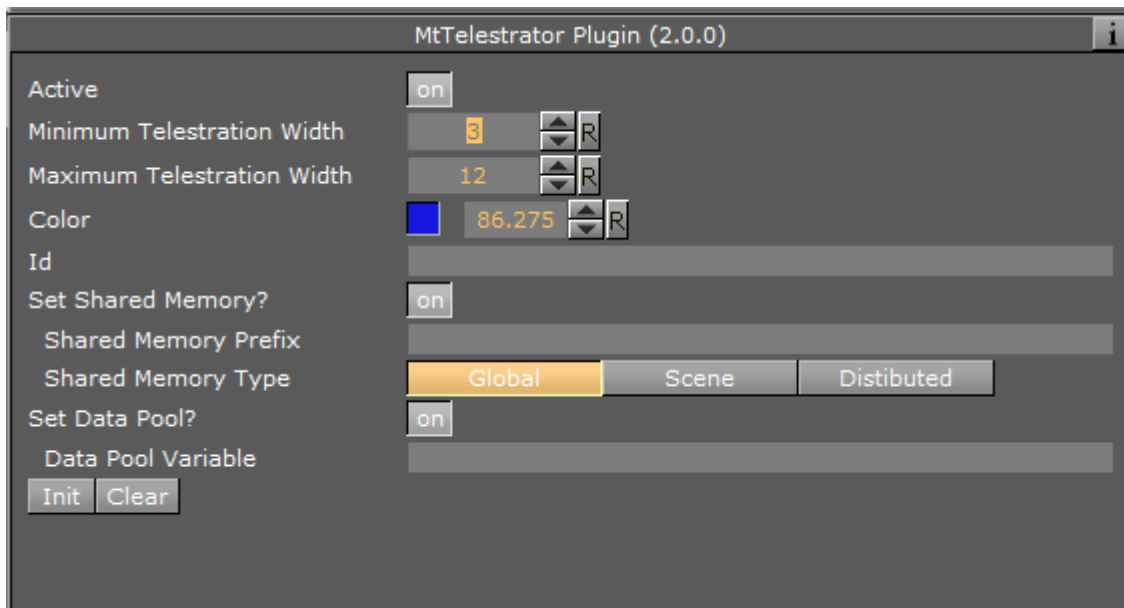 MtTelestrator Plugin (2.0.0) i
Active on
Minimum Telestration Width 3 R
Maximum Telestration Width 12 R
Color 86.275 R
Id
Set Shared Memory? on
Shared Memory Prefix
Shared Memory Type Global Scene Distibuted
Set Data Pool? on
Data Pool Variable
Init Clear